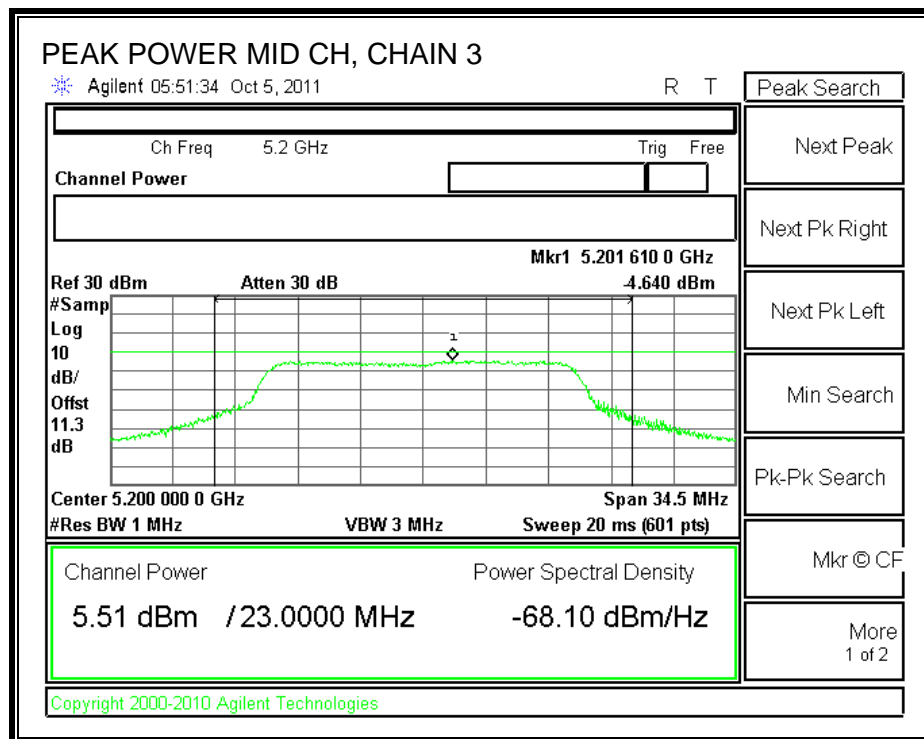 PEAK POWER MID CH, CHAIN 3
Agilent 05:51:34 Oct 5, 2011 R T
Ch Freq 5.2 GHz Trig Free
Channel Power
Mkr1 5.201 610 0 GHz
Ref 30 dBm Atten 30 dB -4.640 dBm
#Samp
Log
10
dB/
Offst
11.3
dB
1
Center 5.200 000 0 GHz Span 34.5 MHz
#Res BW 1 MHz VBW 3 MHz Sweep 20 ms (601 pts)
Channel Power Power Spectral Density
5.51 dBm / 23.0000 MHz -68.10 dBm/Hz
Copyright 2000-2010 Agilent Technologies
Peak Search
Next Peak
Next Pk Right
Next Pk Left
Min Search
Pk-Pk Search
Mkr © CF
More
1 of 2